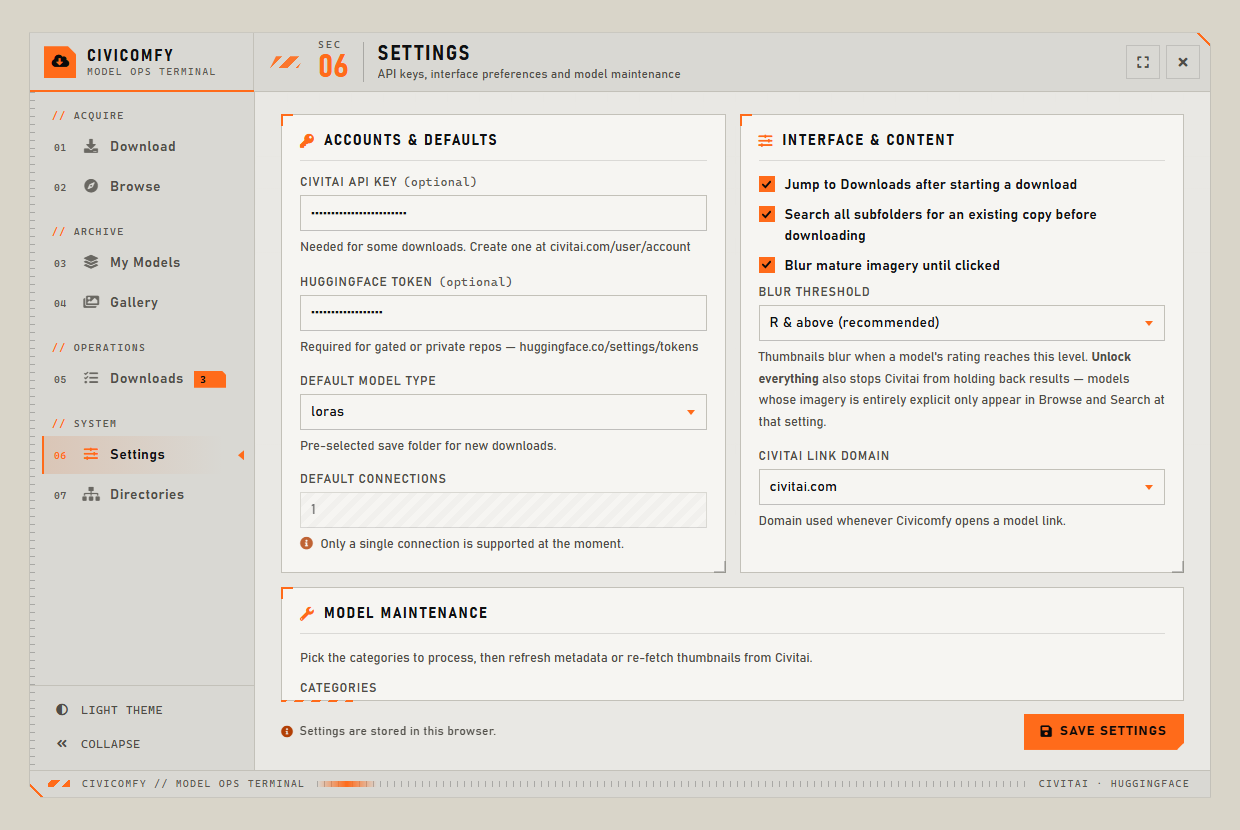 CIVICOMFY
MODEL OPS TERMINAL
SEC
06
SETTINGS
API keys, interface preferences and model maintenance
// ACQUIRE
01 Download
02 Browse
// ARCHIVE
03 My Models
04 Gallery
// OPERATIONS
05 Downloads 3
// SYSTEM
06 Settings
07 Directories
LIGHT THEME
COLLAPSE
ACCOUNTS & DEFAULTS
CIVITAI API KEY (optional)
Needed for some downloads. Create one at civitai.com/user/account
HUGGINGFACE TOKEN (optional)
Required for gated or private repos — huggingface.co/settings/tokens
DEFAULT MODEL TYPE
loras
Pre-selected save folder for new downloads.
DEFAULT CONNECTIONS
1
Only a single connection is supported at the moment.
INTERFACE & CONTENT
Jump to Downloads after starting a download
Search all subfolders for an existing copy before
downloading
Blur mature imagery until clicked
BLUR THRESHOLD
R & above (recommended)
Thumbnails blur when a model's rating reaches this level. Unlock
everything also stops Civitai from holding back results — models
whose imagery is entirely explicit only appear in Browse and Search at
that setting.
CIVITAI LINK DOMAIN
civitai.com
Domain used whenever Civicomfy opens a model link.
MODEL MAINTENANCE
Pick the categories to process, then refresh metadata or re-fetch thumbnails from Civitai.
CATEGORIES
Settings are stored in this browser.
SAVE SETTINGS
CIVICOMFY // MODEL OPS TERMINAL
CIVITAI · HUGGINGFACE